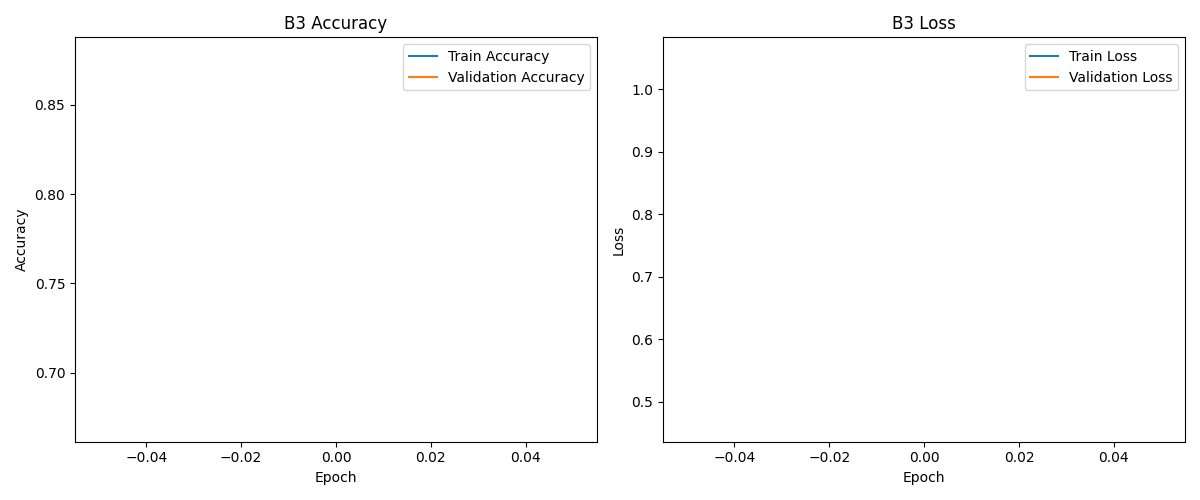 B3 Accuracy
Train Accuracy
Validation Accuracy
0.85
0.80
0.75
0.70
Accuracy
−0.04 −0.02 0.00 0.02 0.04
Epoch
B3 Loss
Train Loss
Validation Loss
1.0
0.9
0.8
0.7
0.6
0.5
Loss
−0.04 −0.02 0.00 0.02 0.04
Epoch